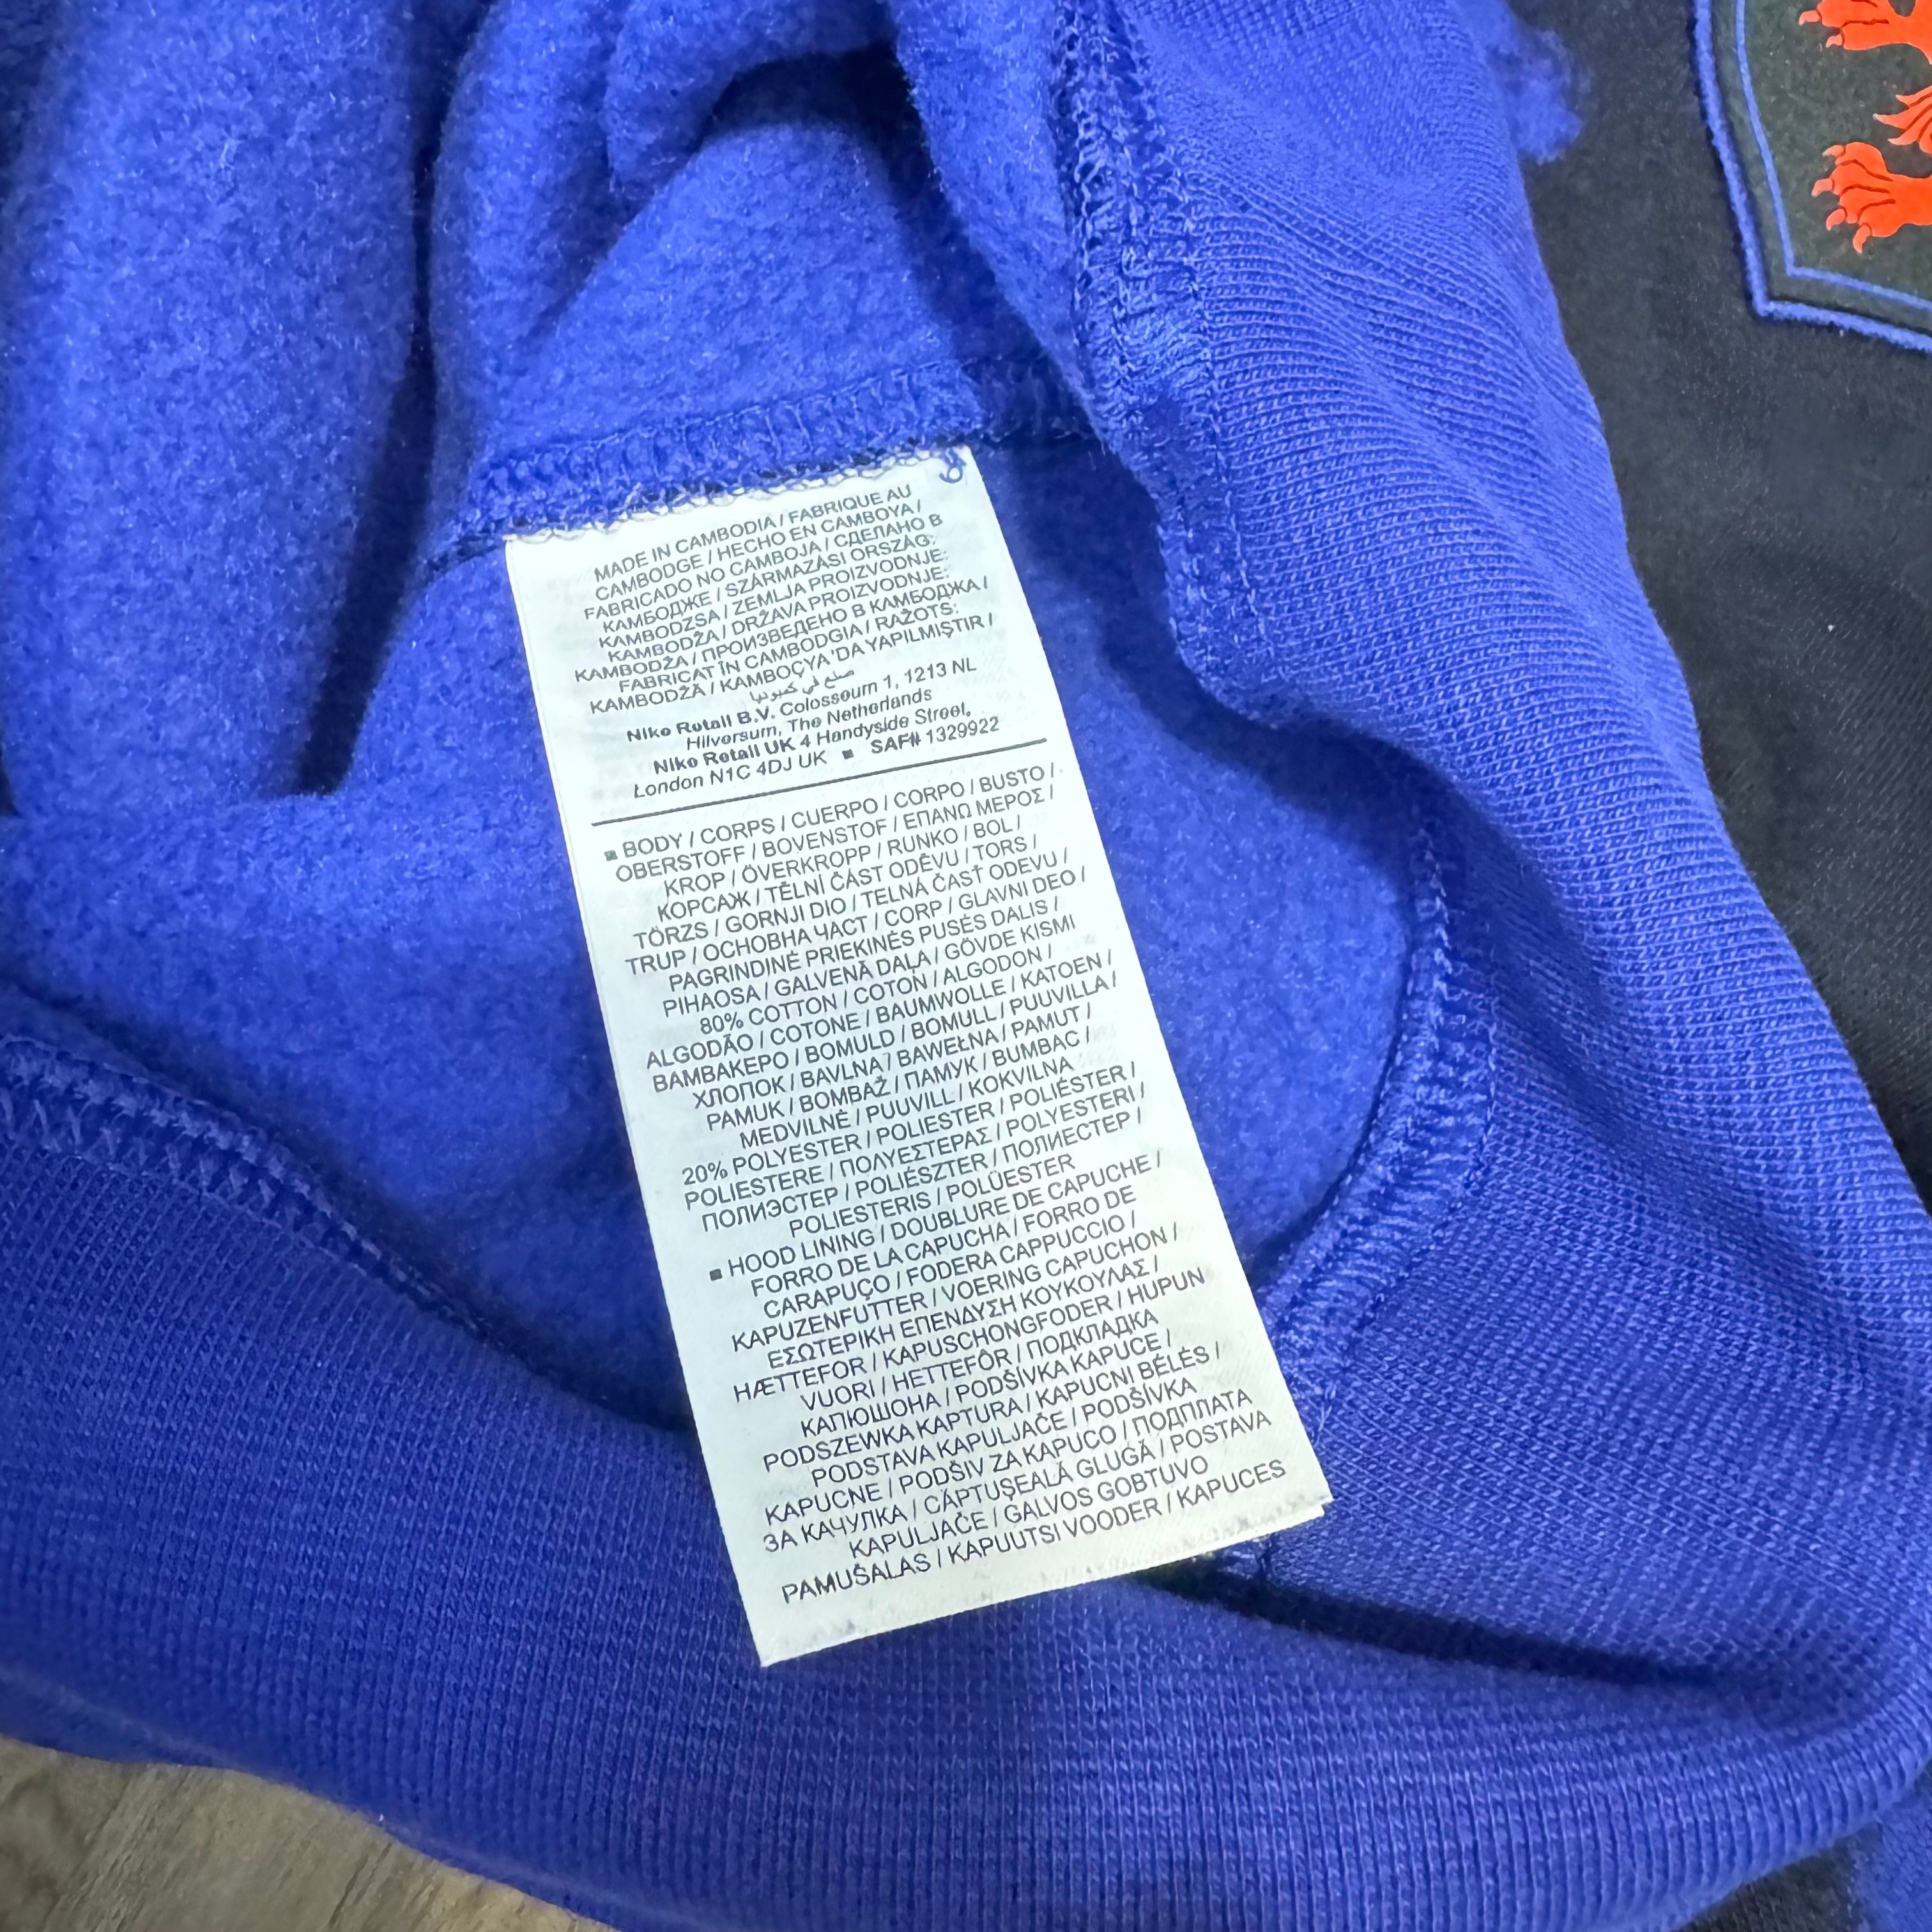 MADE IN CAMBODIA / FABRIQUE AU
CAMBODGE / HECHO EN CAMBOYA /
FABRICADO NO CAMBOJA / СДЕЛАНО В
КАМБОДЖЕ / SZÁRMAZÁSI ORSZÁG:
KAMBODZSA / ZEMLJA PROIZVODNJE:
KAMBODŽA / DRŽAVA PROIZVODNJE:
KAMBODŽA / ПРОИЗВЕДЕНО В КАМБОДЖА /
FABRICAT ÎN CAMBODGIA / RAŽOTS:
KAMBODŽĀ / KAMBOÇYA 'DA YAPILMIŞTIR /
صنع في كمبوديا
Nike Retail B.V. Colosseum 1, 1213 NL
Hilversum, The Netherlands
Nike Retail UK 4 Handyside Street,
London N1C 4DJ UK ■ SAF# 1329922
■ BODY / CORPS / CUERPO / CORPO / BUSTO /
OBERSTOFF / BOVENSTOF / ΕΠΑΝΩ ΜΕΡΟΣ /
KROP / ÖVERKROPP / RUNKO / BOL /
КОРСАЖ / TĚLNÍ ČÁST ODĚVU / TORS /
TÖRZS / GORNJI DIO / TELNÁ ČASŤ ODEVU /
TRUP / ОСНОВНА ЧАСТ / CORP / GLAVNI DEO /
PAGRINDINĖ PRIEKINĖS PUSĖS DALIS /
PIHAOSA / GALVENĀ DAĻA / GÖVDE KISMI
80% COTTON / COTON / ALGODON /
ALGODÃO / COTONE / BAUMWOLLE / KATOEN /
ΒΑΜΒΑΚΕΡΟ / BOMULD / BOMULL / PUUVILLA /
ХЛОПОК / BAVLNA / BAWEŁNA / PAMUT /
PAMUK / BOMBAŽ / ПАМУК / BUMBAC /
MEDVILNĖ / PUUVILL / KOKVILNA
20% POLYESTER / POLIESTER / POLIÉSTER /
POLIESTERE / ΠΟΛΥΕΣΤΕΡΑΣ / POLYESTERI /
ПОЛИЭСТЕР / POLIÉSZTER / ПОЛИЕСТЕР /
POLIESTERIS / POLÜESTER
■ HOOD LINING / DOUBLURE DE CAPUCHE /
FORRO DE LA CAPUCHA / FORRO DE
CARAPUÇO / FODERA CAPPUCCIO /
KAPUZENFUTTER / VOERING CAPUCHON /
ΕΣΩΤΕΡΙΚΗ ΕΠΕΝΔΥΣΗ ΚΟΥΚΟΥΛΑΣ /
HÆTTEFOR / KAPUSCHONGFODER / HUPUN
VUORI / HETTEFÔR / ПОДКЛАДКА
КАПЮШОНА / PODŠÍVKA KAPUCE /
PODSZEWKA KAPTURA / KAPUCNI BÉLÉS /
PODSTAVA KAPULJAČE / PODŠÍVKA
KAPUCNE / PODŠIV ZA KAPUCO / ПОДПЛАТА
ЗА КАЧУЛКА / CĂPTUŞEALĂ GLUGĂ / POSTAVA
KAPULJAČE / GALVOS GOBTUVO
PAMUŠALAS / KAPUUTSI VOODER / KAPUCES